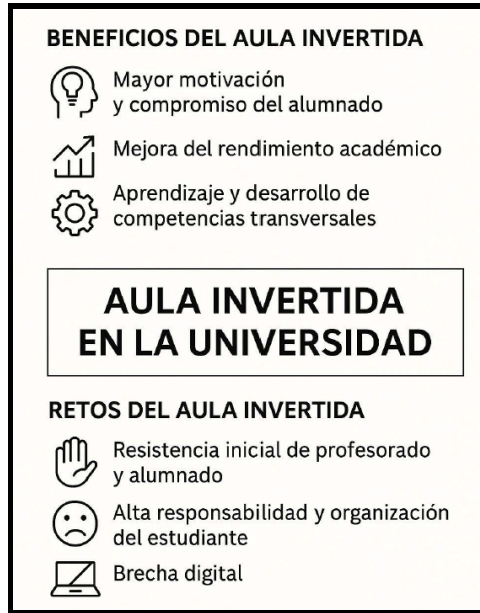 BENEFICIOS DEL AULA INVERTIDA
Mayor motivación
y compromiso del alumnado
Mejora del rendimiento académico
Aprendizaje y desarrollo de
competencias transversales
AULA INVERTIDA
EN LA UNIVERSIDAD
RETOS DEL AULA INVERTIDA
Resistencia inicial de profesorado
y alumnado
Alta responsabilidad y organización
del estudiante
Brecha digital